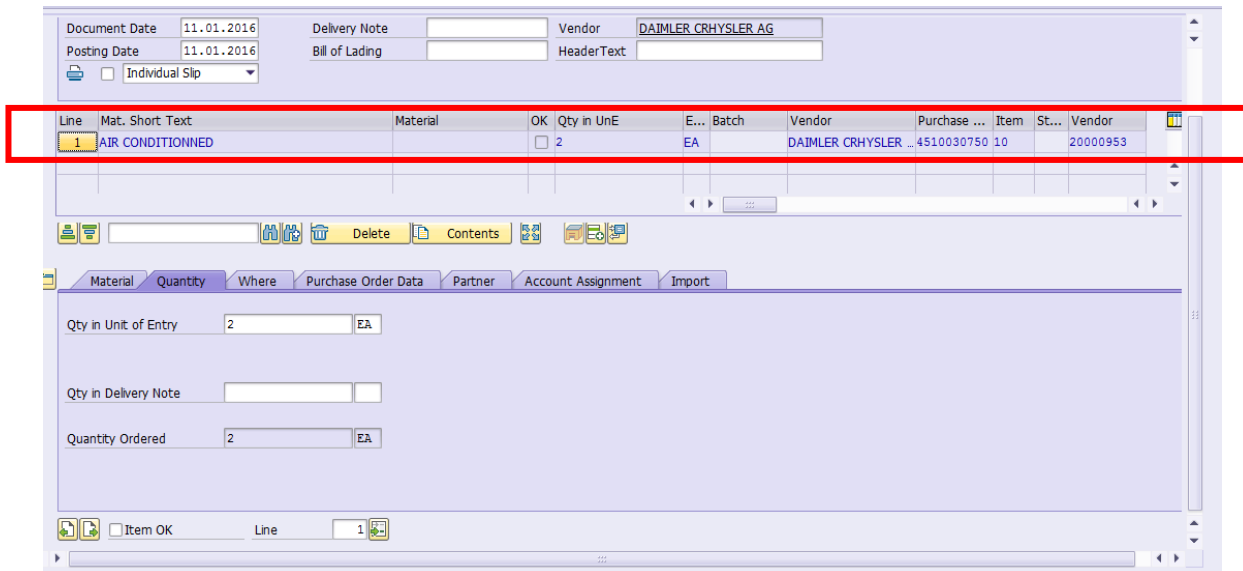 Document Date 11.01.2016 Delivery Note Vendor DAIMLER CRHYSLER AG
Posting Date 11.01.2016 Bill of Lading HeaderText
Individual Slip
Line Mat. Short Text Material OK Qty in UnE E... Batch Vendor Purchase ... Item St... Vendor
1 AIR CONDITIONNED 2 EA DAIMLER CRHYSLER ... 4510030750 10 20000953
Delete Contents
Material Quantity Where Purchase Order Data Partner Account Assignment Import
Qty in Unit of Entry 2 EA
Qty in Delivery Note
Quantity Ordered 2 EA
Item OK Line 1